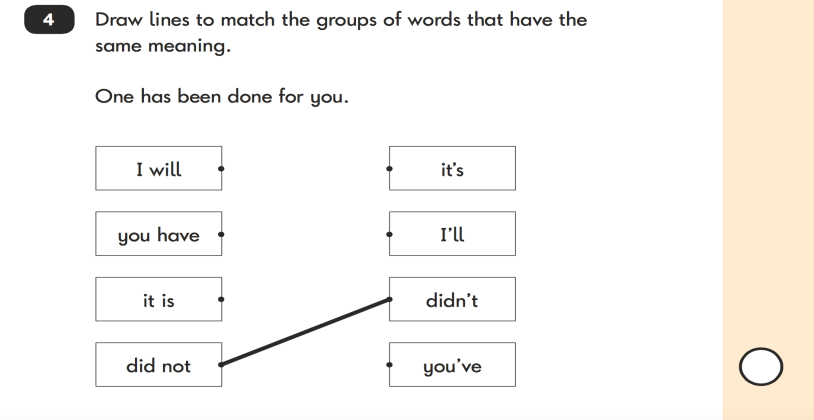 4 Draw lines to match the groups of words that have the
same meaning.
One has been done for you.
I will it’s
you have I’ll
it is didn’t
did not you’ve